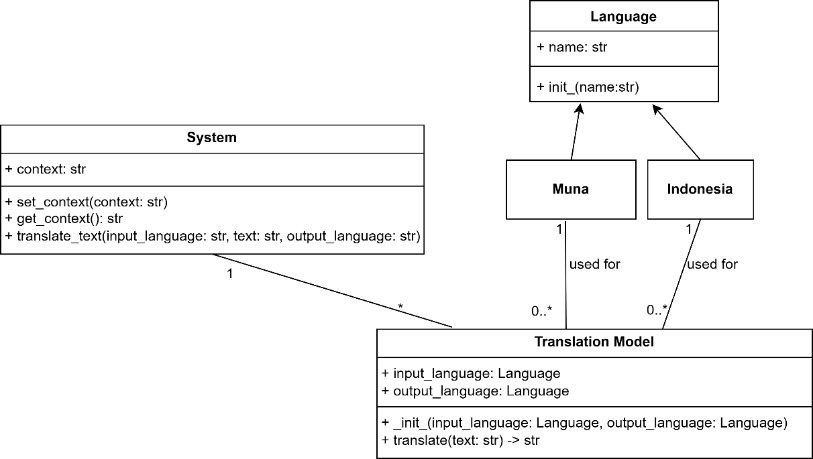 Language
+ name: str
+ init_(name:str)
System
+ context: str
+ set_context(context: str)
+ get_context(): str
+ translate_text(input_language: str, text: str, output_language: str)
Muna
Indonesia
1
1
used for
used for
1
*
0..*
0..*
Translation Model
+ input_language: Language
+ output_language: Language
+ _init_(input_language: Language, output_language: Language)
+ translate(text: str) -> str